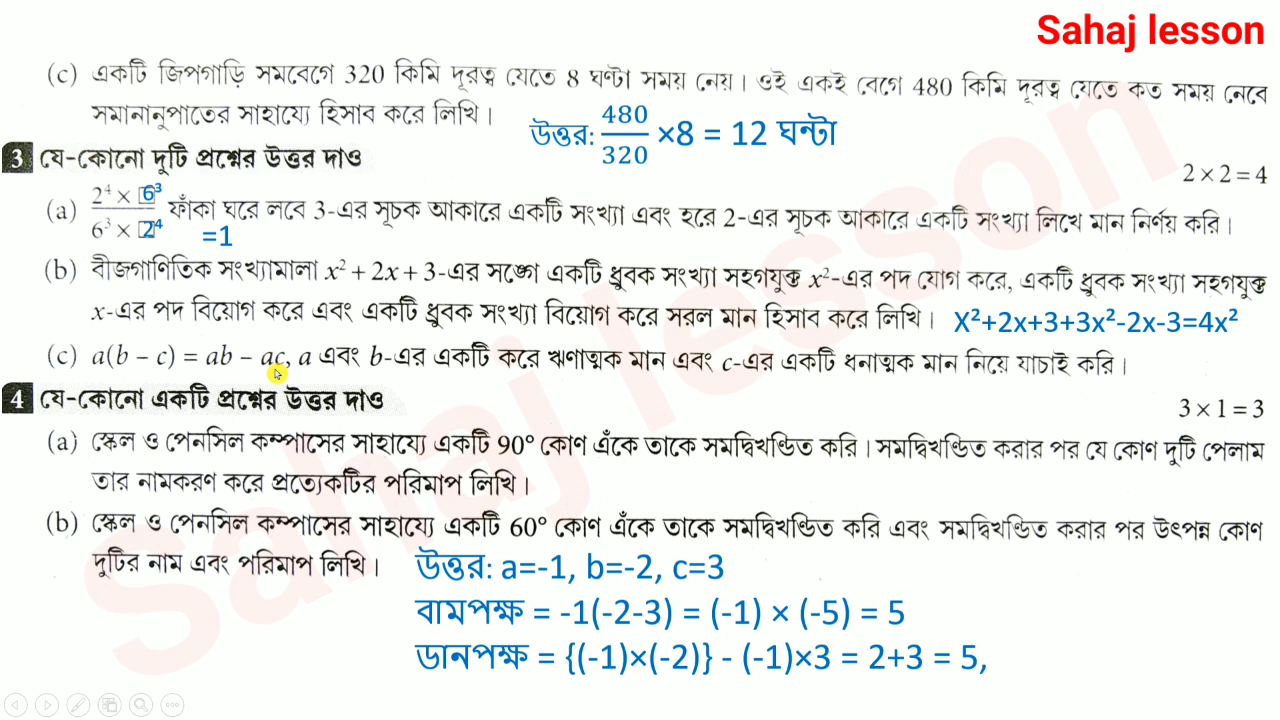 Sahaj lesson
(c) একটি জিপগাড়ি সমবেগে 320 কিমি দূরত্ব যেতে 8 ঘণ্টা সময় নেয়। ওই একই বেগে 480 কিমি দূরত্ব যেতে কত সময় নেবে
সমানানুপাতের সাহায্যে হিসাব করে লিখি।
উত্তর: 480/320 ×8 = 12 ঘন্টা
3 যে-কোনো দুটি প্রশ্নের উত্তর দাও
2 × 2 = 4
(a) 2⁴ × □6³ / 6³ × □2⁴ ফাঁকা ঘরে লবে 3-এর সূচক আকারে একটি সংখ্যা এবং হরে 2-এর সূচক আকারে একটি সংখ্যা লিখে মান নির্ণয় করি।
=1
(b) বীজগাণিতিক সংখ্যামালা x² + 2x + 3-এর সঙ্গে একটি ধ্রুবক সংখ্যা সহগযুক্ত x²-এর পদ যোগ করে, একটি ধ্রুবক সংখ্যা সহগযুক্ত
x-এর পদ বিয়োগ করে এবং একটি ধ্রুবক সংখ্যা বিয়োগ করে সরল মান হিসাব করে লিখি। X²+2x+3+3x²-2x-3=4x²
(c) a(b – c) = ab – ac, a এবং b-এর একটি করে ঋণাত্মক মান এবং c-এর একটি ধনাত্মক মান নিয়ে যাচাই করি।
4 যে-কোনো একটি প্রশ্নের উত্তর দাও
3 × 1 = 3
(a) স্কেল ও পেনসিল কম্পাসের সাহায্যে একটি 90° কোণ এঁকে তাকে সমদ্বিখণ্ডিত করি। সমদ্বিখণ্ডিত করার পর যে কোণ দুটি পেলাম
তার নামকরণ করে প্রত্যেকটির পরিমাপ লিখি।
(b) স্কেল ও পেনসিল কম্পাসের সাহায্যে একটি 60° কোণ এঁকে তাকে সমদ্বিখণ্ডিত করি এবং সমদ্বিখণ্ডিত করার পর উৎপন্ন কোণ
দুটির নাম এবং পরিমাপ লিখি।
উত্তর: a=-1, b=-2, c=3
বামপক্ষ = -1(-2-3) = (-1) × (-5) = 5
ডানপক্ষ = {(-1)×(-2)} - (-1)×3 = 2+3 = 5,
Sahaj lesson